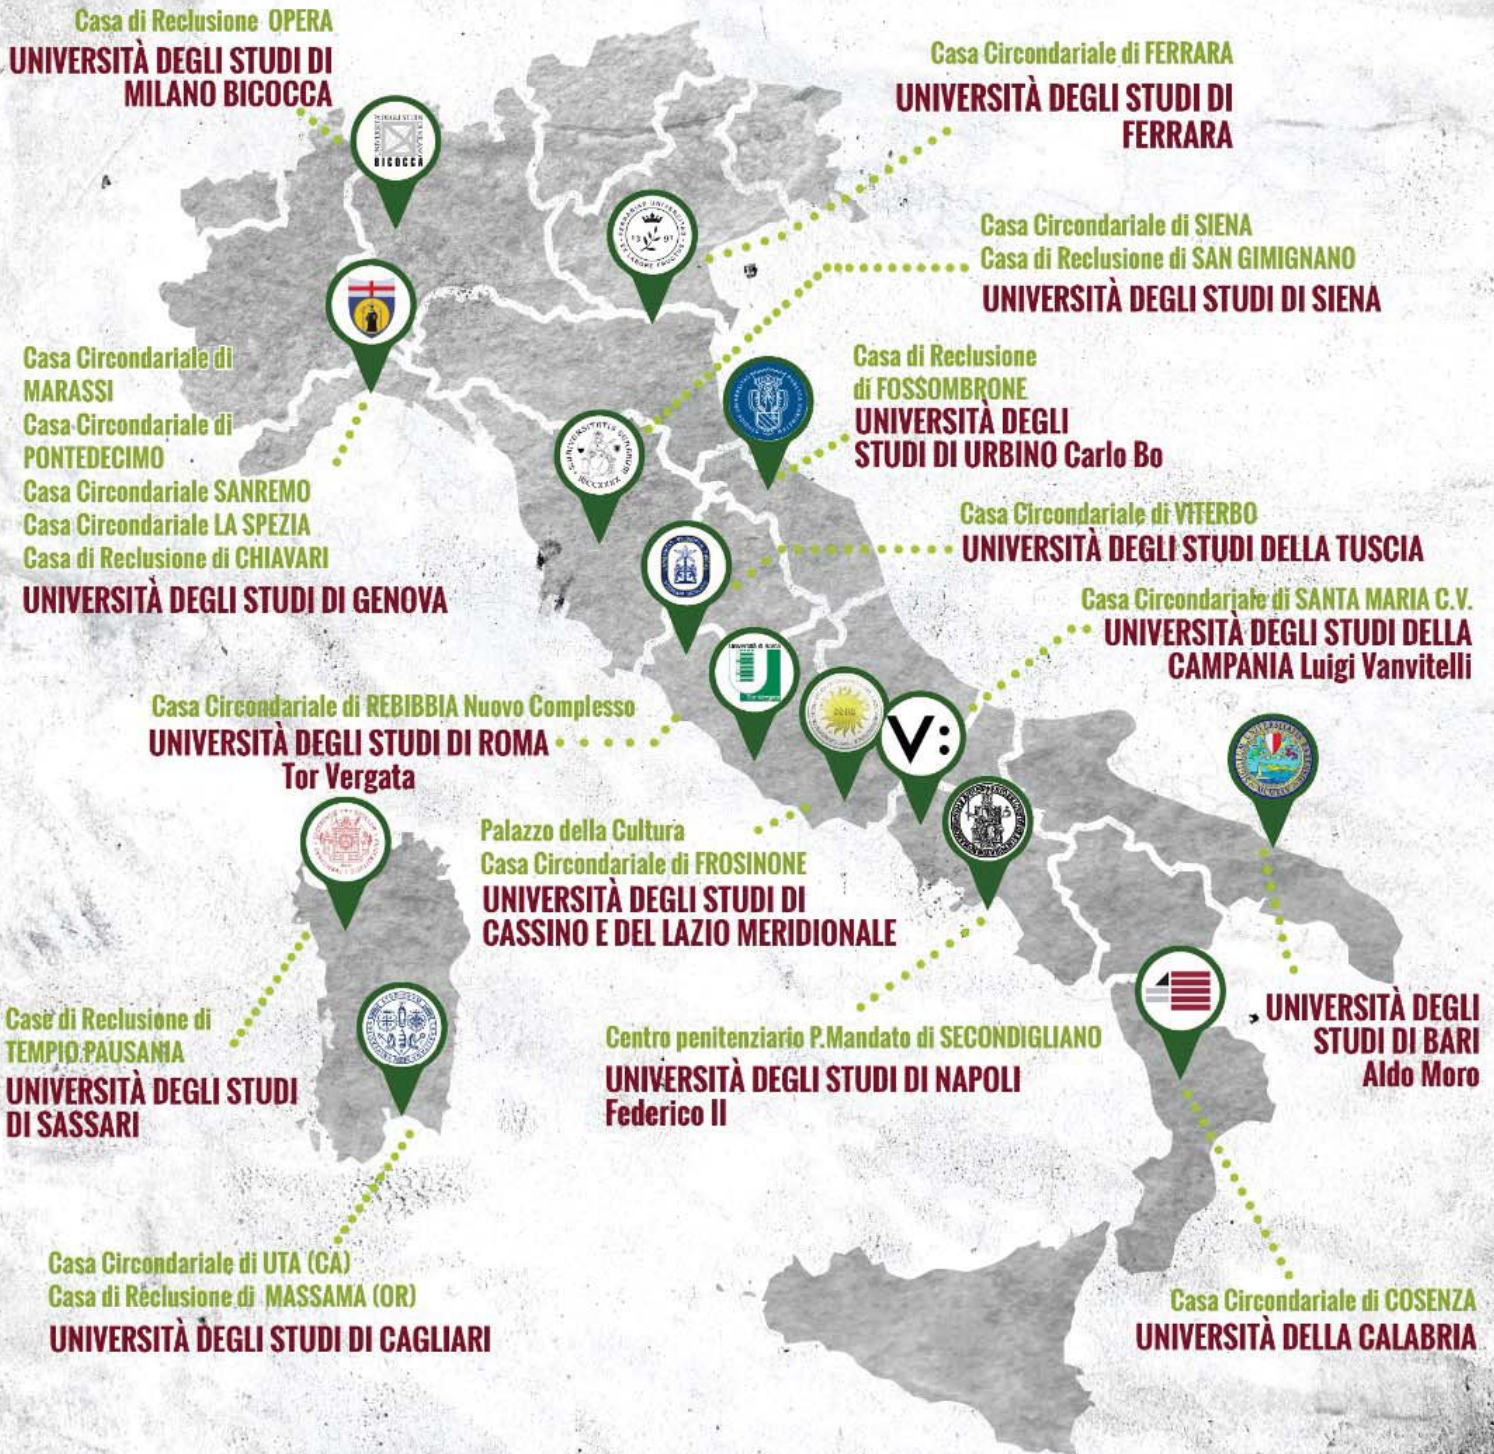 Casa di Reclusione OPERA
UNIVERSITÀ DEGLI STUDI DI
MILANO BICOCCA
BICOCCA
Casa Circondariale di FERRARA
UNIVERSITÀ DEGLI STUDI DI
FERRARA
Casa Circondariale di SIENA
Casa di Reclusione di SAN GIMIGNANO
UNIVERSITÀ DEGLI STUDI DI SIENA
Casa Circondariale di
MARASSI
Casa Circondariale di
PONTEDECIMO
Casa Circondariale SANREMO
Casa Circondariale LA SPEZIA
Casa di Reclusione di CHIAVARI
UNIVERSITÀ DEGLI STUDI DI GENOVA
Casa di Reclusione
di FOSSOMBRONE
UNIVERSITÀ DEGLI
STUDI DI URBINO Carlo Bo
Casa Circondariale di VITERBO
UNIVERSITÀ DEGLI STUDI DELLA TUSCIA
Casa Circondariale di SANTA MARIA C.V.
UNIVERSITÀ DEGLI STUDI DELLA
CAMPANIA Luigi Vanvitelli
V:
Casa Circondariale di REBIBBIA Nuovo Complesso
UNIVERSITÀ DEGLI STUDI DI ROMA
Tor Vergata
Università di Roma
Tor Vergata
Palazzo della Cultura
Casa Circondariale di FROSINONE
UNIVERSITÀ DEGLI STUDI DI
CASSINO E DEL LAZIO MERIDIONALE
Case di Reclusione di
TEMPIO PAUSANIA
UNIVERSITÀ DEGLI STUDI
DI SASSARI
Centro penitenziario P.Mandato di SECONDIGLIANO
UNIVERSITÀ DEGLI STUDI DI NAPOLI
Federico II
UNIVERSITÀ DEGLI
STUDI DI BARI
Aldo Moro
Casa Circondariale di UTA (CA)
Casa di Reclusione di MASSAMA (OR)
UNIVERSITÀ DEGLI STUDI DI CAGLIARI
Casa Circondariale di COSENZA
UNIVERSITÀ DELLA CALABRIA